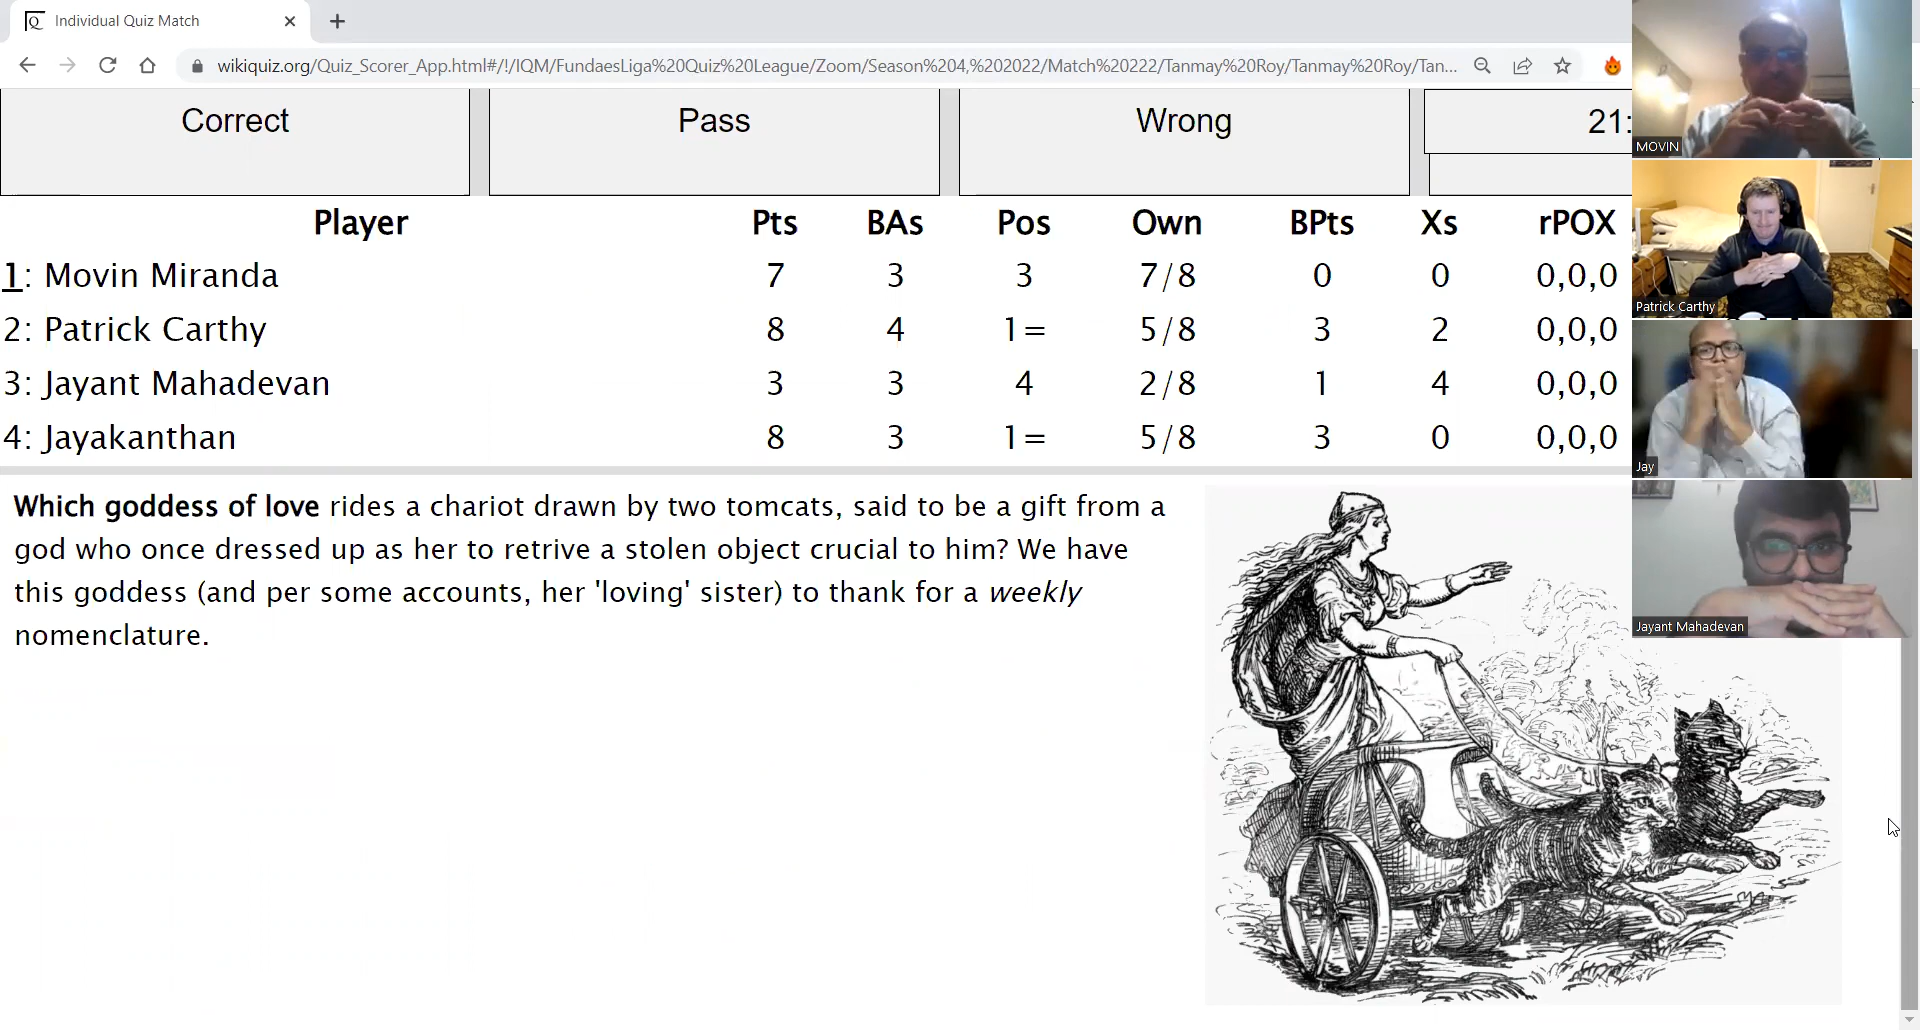 Individual Quiz Match
wikiquiz.org/Quiz_Scorer_App.html#/!/IQM/FundaesLiga%20Quiz%20League/Zoom/Season%204,%202022/Match%20222/Tanmay%20Roy/Tanmay%20Roy/Tan...
Correct Pass Wrong 21:
Player Pts BAs Pos Own BPts Xs rPOX
1: Movin Miranda 7 3 3 7/8 0 0 0,0,0
2: Patrick Carthy 8 4 1= 5/8 3 2 0,0,0
3: Jayant Mahadevan 3 3 4 2/8 1 4 0,0,0
4: Jayakanthan 8 3 1= 5/8 3 0 0,0,0
Which goddess of love rides a chariot drawn by two tomcats, said to be a gift from a
god who once dressed up as her to retrive a stolen object crucial to him? We have
this goddess (and per some accounts, her 'loving' sister) to thank for a weekly
nomenclature.
MOVIN
Patrick Carthy
Jay
Jayant Mahadevan